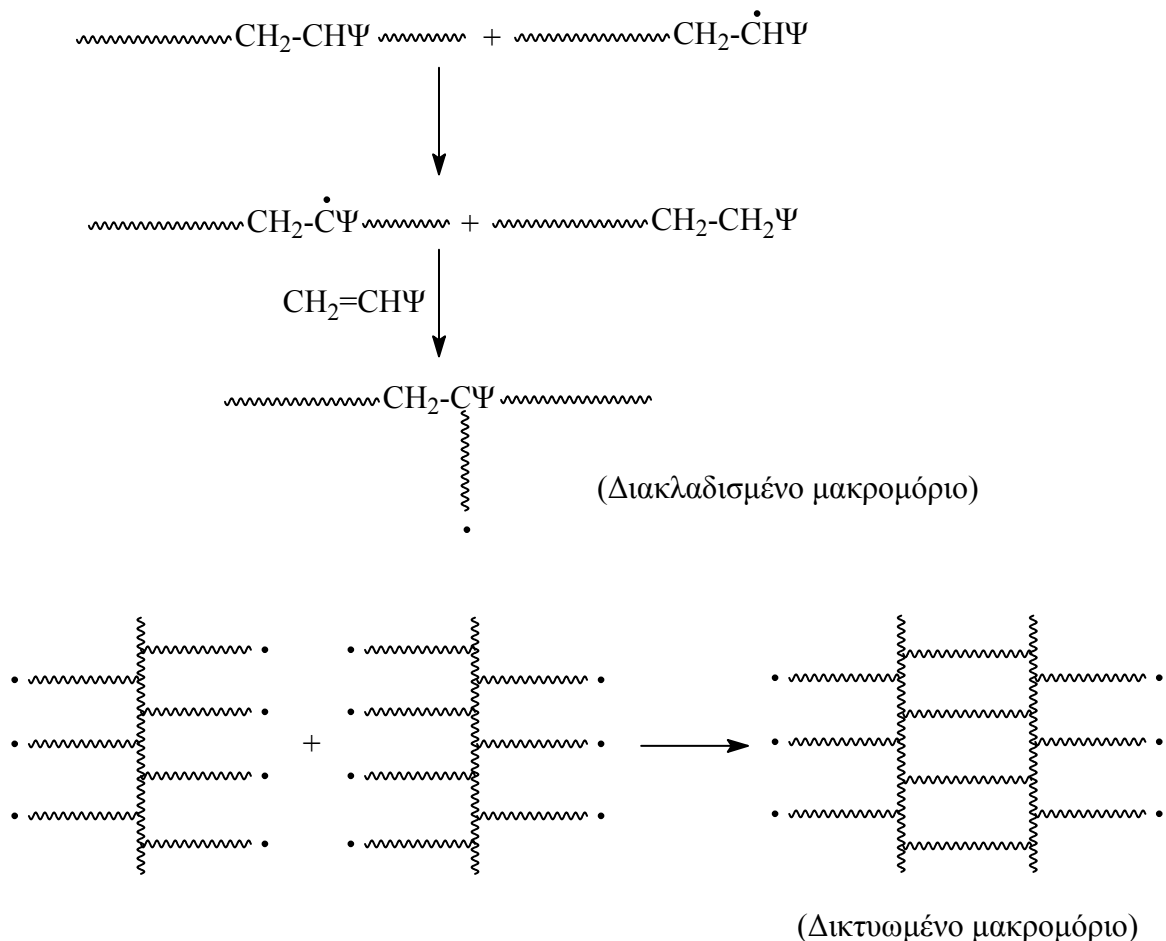 CH₂-CHΨ + CH₂-ĊHΨ
CH₂-ĊΨ + CH₂-CH₂Ψ
CH₂=CHΨ
CH₂-CΨ
(Διακλαδισμένο μακρομόριο)
+
(Δικτυωμένο μακρομόριο)